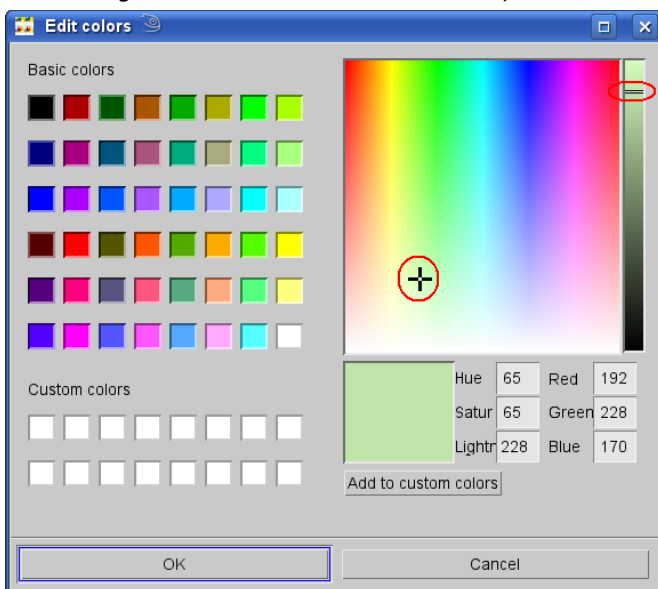 Edit colors
Basic colors
Custom colors
Hue 65 Red 192
Satur 65 Green 228
Lightr 228 Blue 170
Add to custom colors
OK Cancel